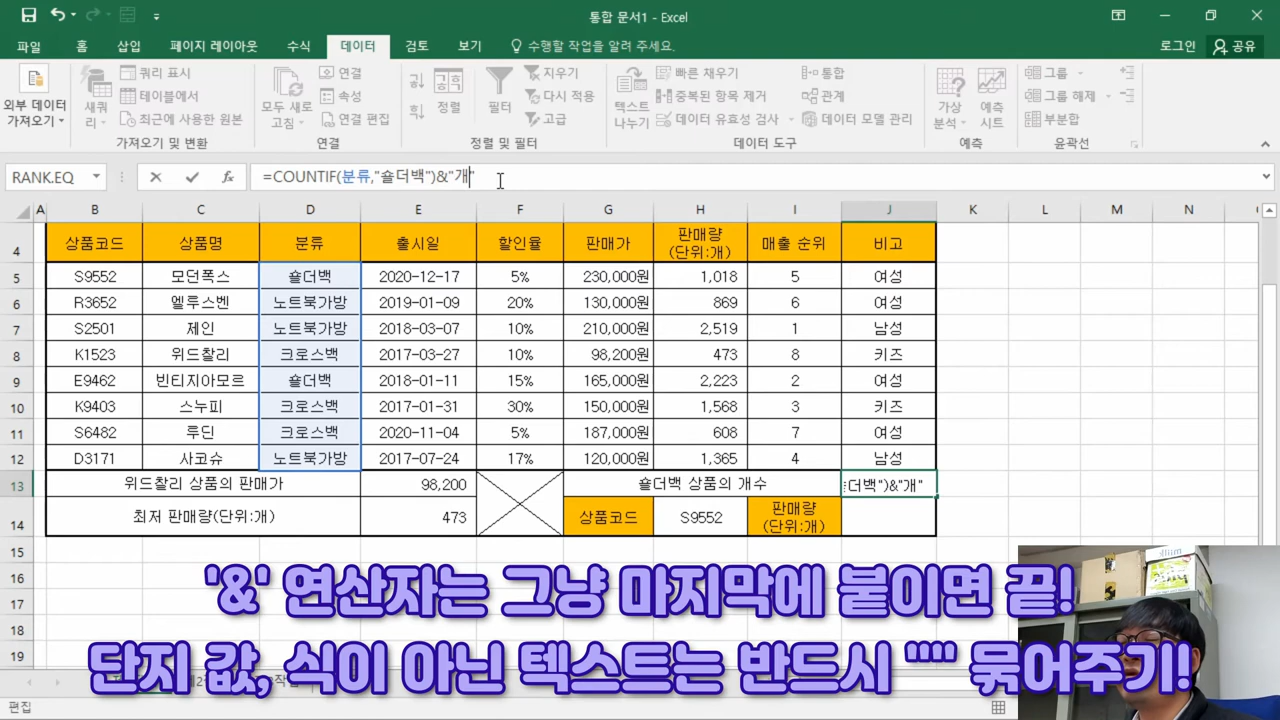 통합 문서1 - Excel
파일 홈 삽입 페이지 레이아웃 수식 데이터 검토 보기 수행할 작업을 알려 주세요. 로그인 공유
외부 데이터 가져오기
새쿼리
쿼리 표시
테이블에서
최근에 사용한 원본
가져오기 및 변환
모두 새로 고침
연결
속성
연결 편집
연결
정렬
필터
지우기
다시 적용
고급
정렬 및 필터
텍스트 나누기
빠른 채우기
중복된 항목 제거
데이터 유효성 검사
통합
관계
데이터 모델 관리
데이터 도구
가상 분석
예측 시트
예측
그룹
그룹 해제
부분합
윤곽선
RANK.EQ fx =COUNTIF(분류,"숄더백")&"개"
A B C D E F G H I J K L M N
4 상품코드 상품명 분류 출시일 할인율 판매가 판매량 (단위:개) 매출 순위 비고
5 S9552 모던폭스 숄더백 2020-12-17 5% 230,000원 1,018 5 여성
6 R3652 엘루스벤 노트북가방 2019-01-09 20% 130,000원 869 6 여성
7 S2501 제인 노트북가방 2018-03-07 10% 210,000원 2,519 1 남성
8 K1523 위드찰리 크로스백 2017-03-27 10% 98,200원 473 8 키즈
9 E9462 빈티지아모르 숄더백 2018-01-11 15% 165,000원 2,223 2 여성
10 K9403 스누피 크로스백 2017-01-31 30% 150,000원 1,568 3 키즈
11 S6482 루딘 크로스백 2020-11-04 5% 187,000원 608 7 여성
12 D3171 사코슈 노트북가방 2017-07-24 17% 120,000원 1,365 4 남성
13 위드찰리 상품의 판매가 98,200 숄더백 상품의 개수 더백")&"개"
14 최저 판매량(단위:개) 473 상품코드 S9552 판매량 (단위:개)
15
16
17
18
19
'&' 연산자는 그냥 마지막에 붙이면 끝!
단지 값, 식이 아닌 텍스트는 반드시 "" 묶어주기!
편집